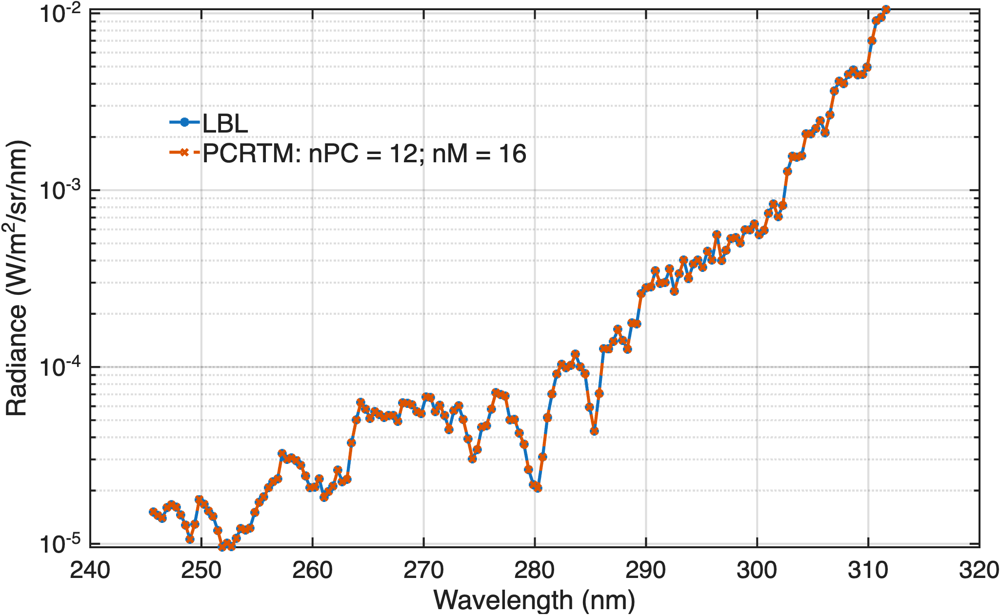 10-2
10-3
10-4
10-5
Radiance (W/m2/sr/nm)
LBL
PCRTM: nPC = 12; nM = 16
240 250 260 270 280 290 300 310 320
Wavelength (nm)